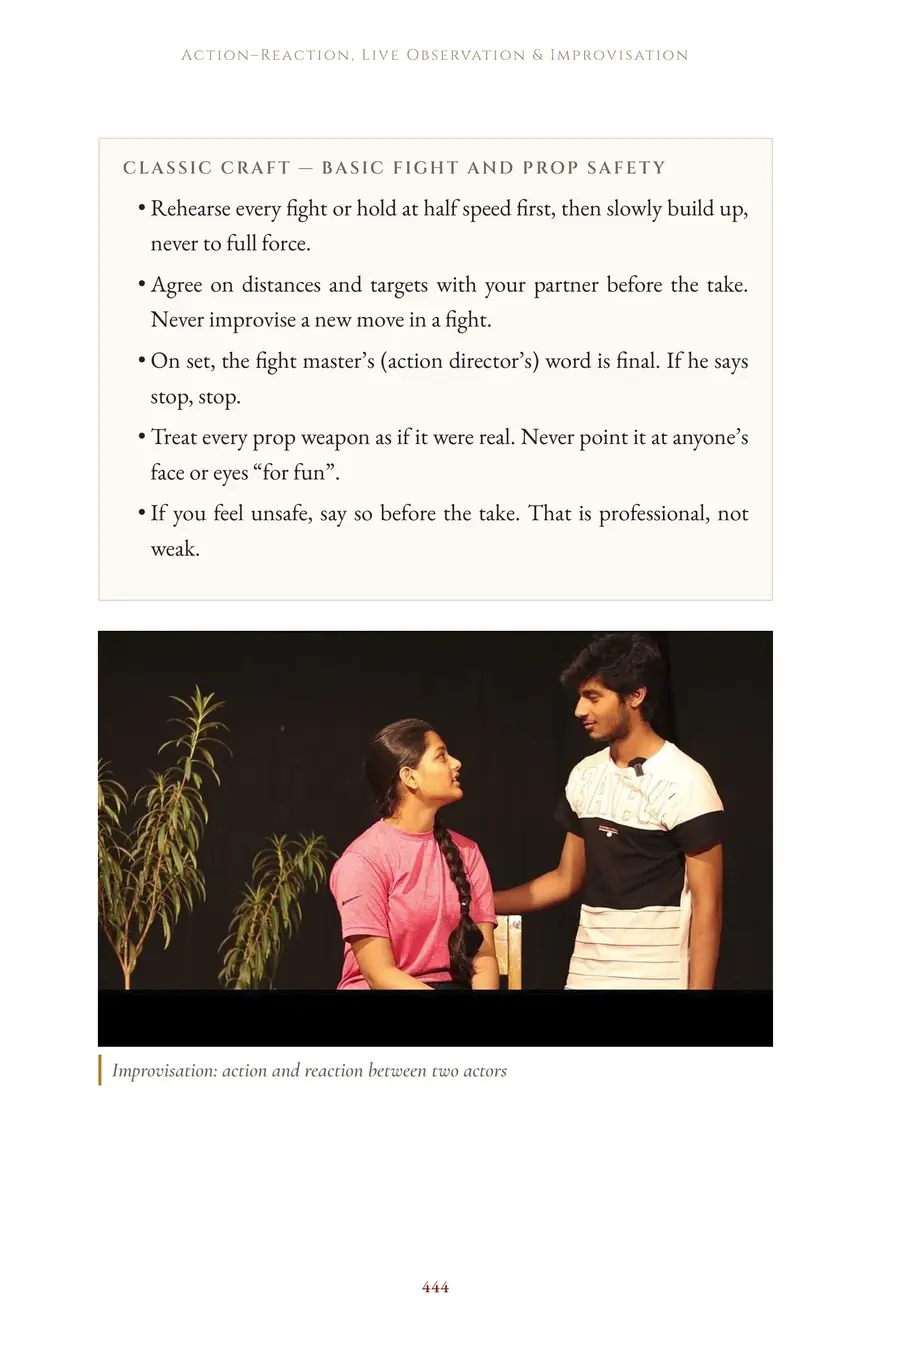 Action–Reaction, Live Observation & Improvisation
CLASSIC CRAFT — BASIC FIGHT AND PROP SAFETY
• Rehearse every fight or hold at half speed first, then slowly build up,
never to full force.
• Agree on distances and targets with your partner before the take.
Never improvise a new move in a fight.
• On set, the fight master’s (action director’s) word is final. If he says
stop, stop.
• Treat every prop weapon as if it were real. Never point it at anyone’s
face or eyes “for fun”.
• If you feel unsafe, say so before the take. That is professional, not
weak.
Improvisation: action and reaction between two actors
444